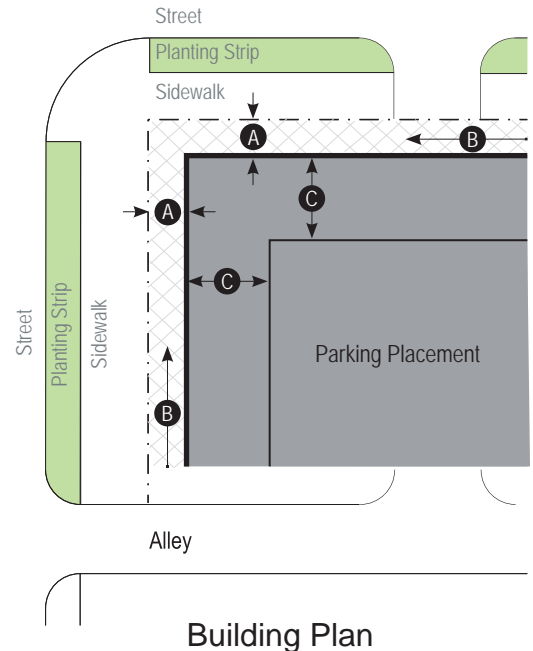 Street
Planting Strip
Sidewalk
A
B
C
A
C
Street
Planting Strip
Sidewalk
Parking Placement
B
Alley
Building Plan